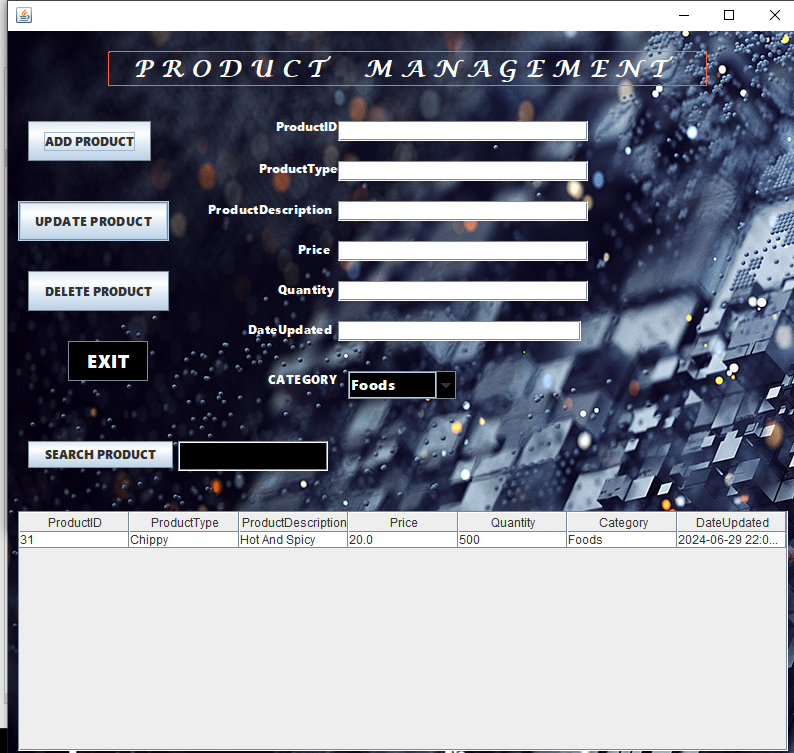 PRODUCT MANAGEMENT
ProductID
ADD PRODUCT
ProductType
ProductDescription
UPDATE PRODUCT
Price
DELETE PRODUCT
Quantity
DateUpdated
EXIT
CATEGORY Foods
SEARCH PRODUCT
ProductID ProductType ProductDescription Price Quantity Category DateUpdated
31 Chippy Hot And Spicy 20.0 500 Foods 2024-06-29 22:0...